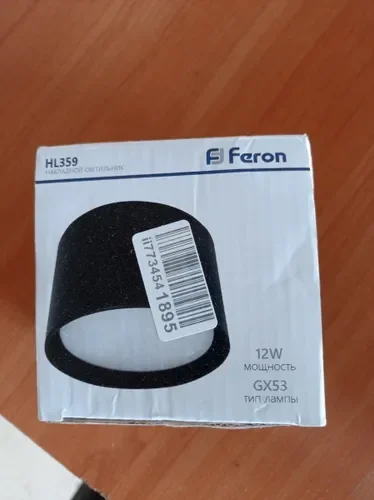 HL359
НАКЛАДНОЙ СВЕТИЛЬНИК
Feron
ii7734541895
12W
МОЩНОСТЬ
GX53
ТИП ЛАМПЫ